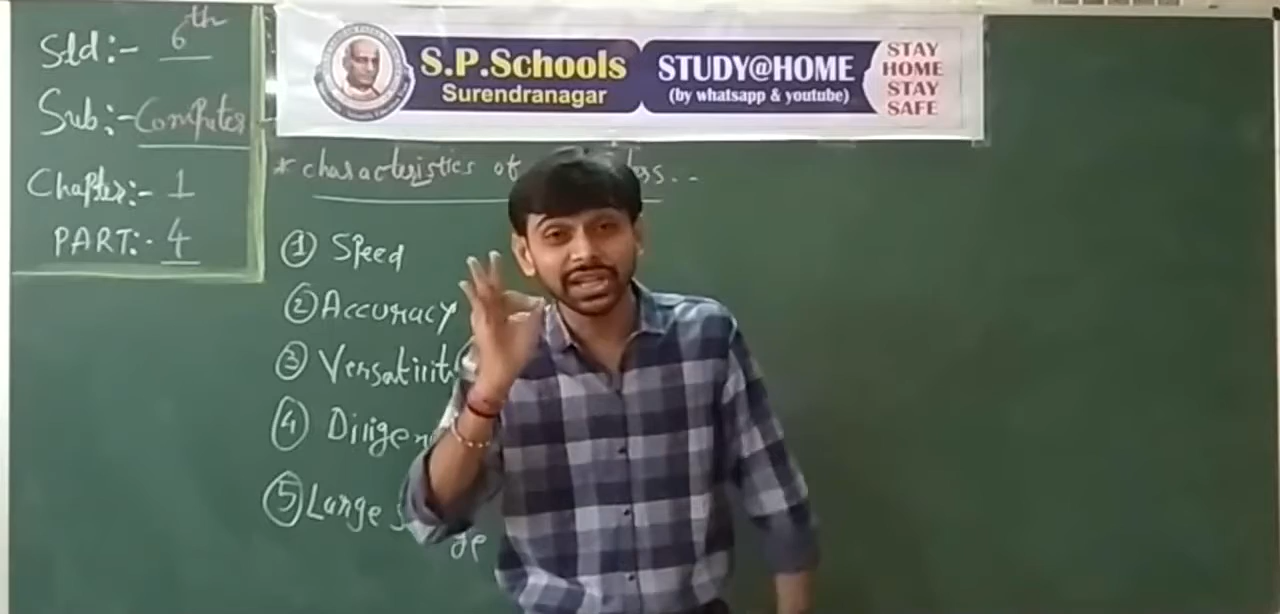 Std:- 6th
Sub:- Computer
Chapter:- 1
PART:- 4
S.P.Schools
Surendranagar
STUDY@HOME
(by whatsapp & youtube)
STAY
HOME
STAY
SAFE
* characteristics of
① Speed
② Accuracy
③ Versatilit
④ Diligen
⑤ Large
ge